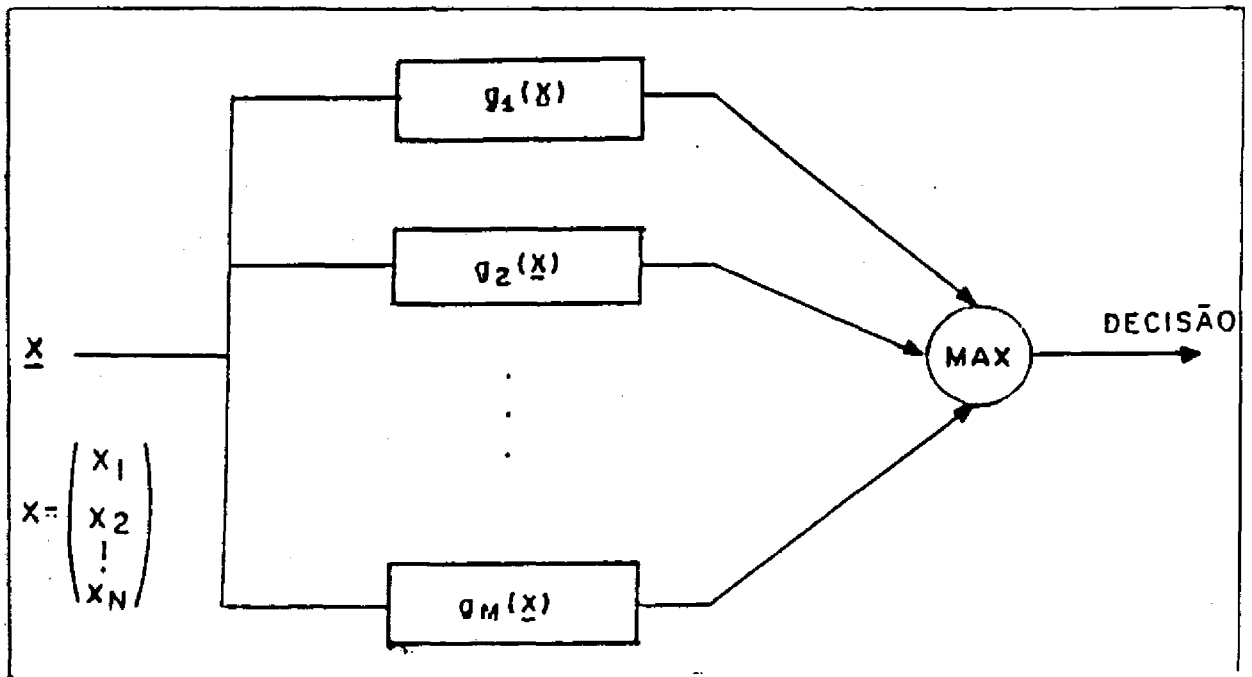 g1(x)
g2(x)
x
DECISÃO
MAX
x = (x1
x2
⋮
xN)
gM(x)